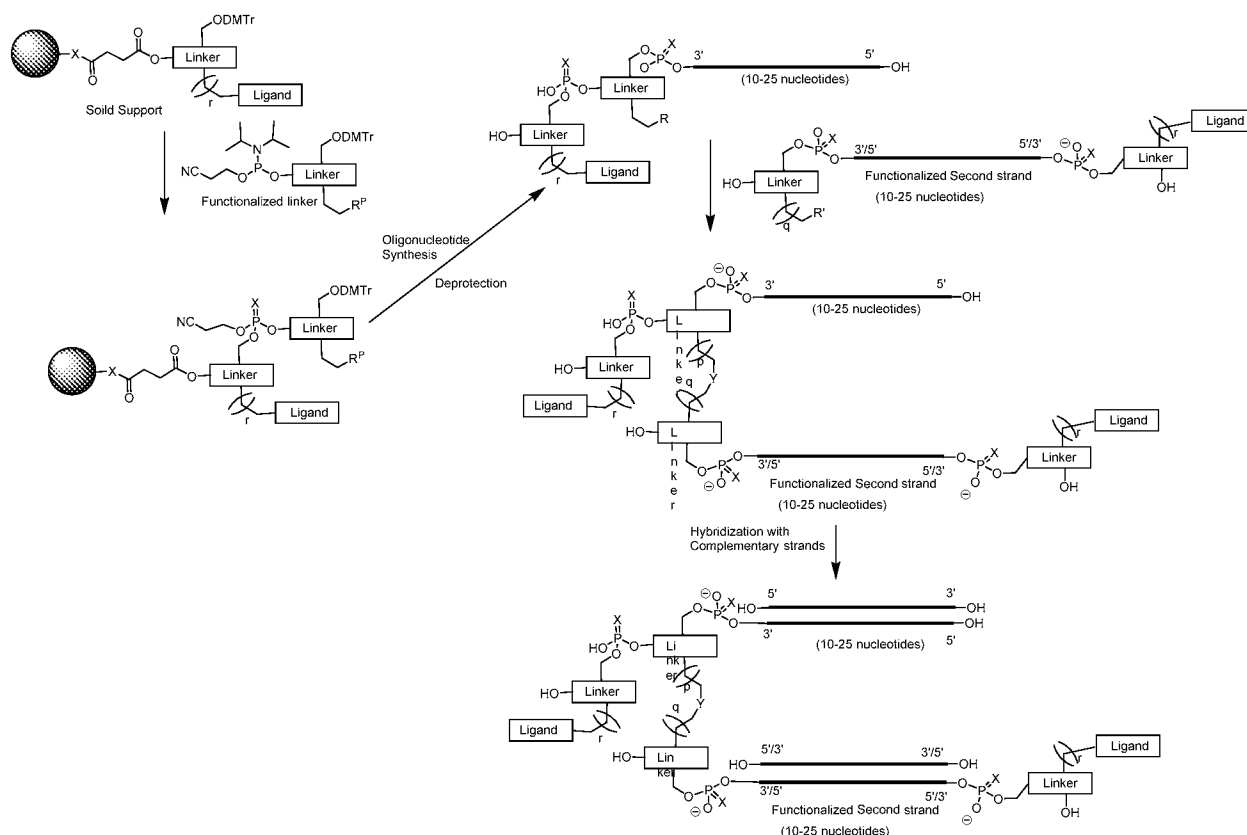 ODMTr
X
O
O
O
Linker
r
Ligand
Soild Support
N
ODMTr
NC
O
P
O
Linker
Functionalized linker
R^P
Oligonucleotide
Synthesis
Deprotection
X
ODMTr
NC
O
P
O
Linker
O
R^P
X
O
O
O
Linker
r
Ligand
X
O
P
O
O
3'
5'
OH
(10-25 nucleotides)
X
HO
P
O
O
Linker
R
HO
Linker
r
Ligand
O
X
O
P
O
3'/5'
5'/3'
⊖
O
X
O
P
O
r
Ligand
Linker
OH
HO
Linker
Functionalized Second strand
(10-25 nucleotides)
q
R'
⊖
O
X
O
P
O
3'
5'
OH
(10-25 nucleotides)
X
HO
P
O
O
L
i
n
k
e
p
q
Y
HO
Linker
Ligand
r
HO
L
i
n
k
e
r
O
P
O
⊖
O
X
3'/5'
5'/3'
Functionalized Second strand
(10-25 nucleotides)
O
X
P
O
O
⊖
r
Ligand
Linker
OH
Hybridization with
Complementary strands
⊖
O
X
O
P
O
HO
5'
3'
OH
3'
5'
OH
(10-25 nucleotides)
X
HO
P
O
O
Li
nk
er
p
q
Y
HO
Linker
Ligand
r
HO
Lin
ker
O
P
O
⊖
O
X
HO
5'/3'
3'/5'
OH
3'/5'
5'/3'
Functionalized Second strand
(10-25 nucleotides)
O
X
P
O
O
⊖
r
Ligand
Linker
OH